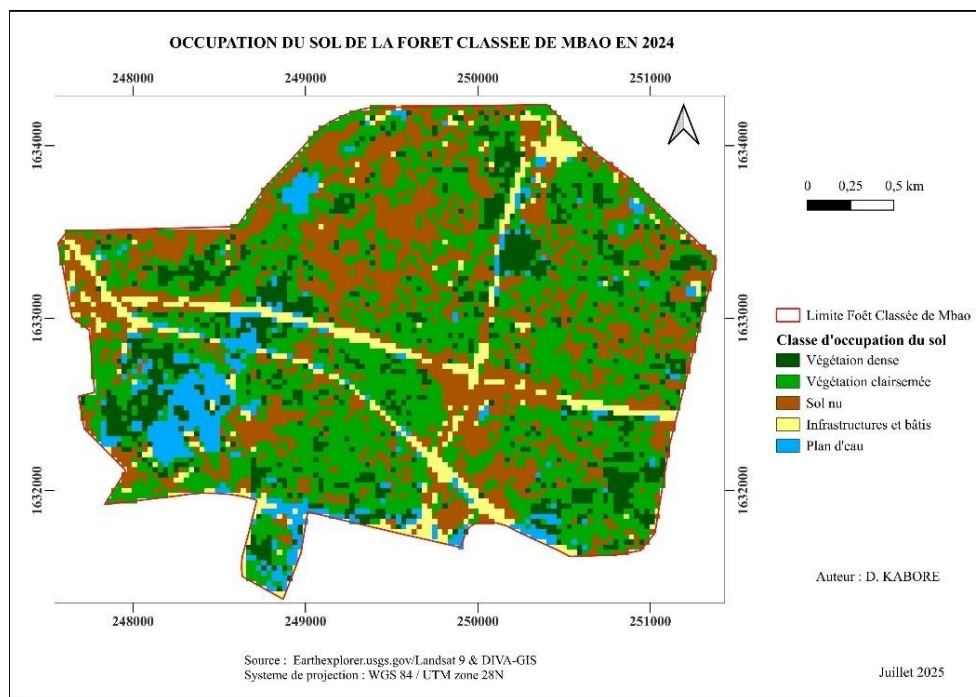 OCCUPATION DU SOL DE LA FORET CLASSEE DE MBAO EN 2024
248000 249000 250000 251000
1634000 1634000
0 0,25 0,5 km
1633000 1633000
Limite Foêt Classée de Mbao
Classe d'occupation du sol
Végétaion dense
Végétation clairsemée
Sol nu
Infrastructures et bâtis
Plan d'eau
1632000 1632000
Auteur : D. KABORE
248000 249000 250000 251000
Source : Earthexplorer.usgs.gov/Landsat 9 & DIVA-GIS
Systeme de projection : WGS 84 / UTM zone 28N
Juillet 2025